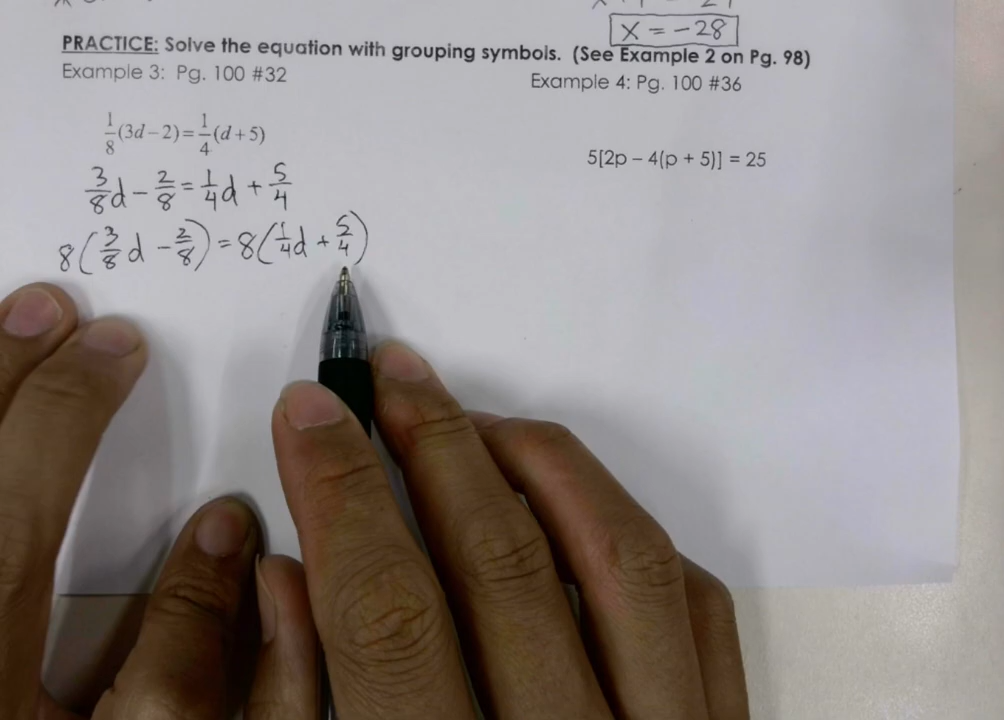 x = -28
PRACTICE: Solve the equation with grouping symbols. (See Example 2 on Pg. 98)
Example 3: Pg. 100 #32
Example 4: Pg. 100 #36
1/8(3d – 2) = 1/4(d + 5)
5[2p – 4(p + 5)] = 25
3/8d - 2/8 = 1/4d + 5/4
8(3/8d - 2/8) = 8(1/4d + 5/4)